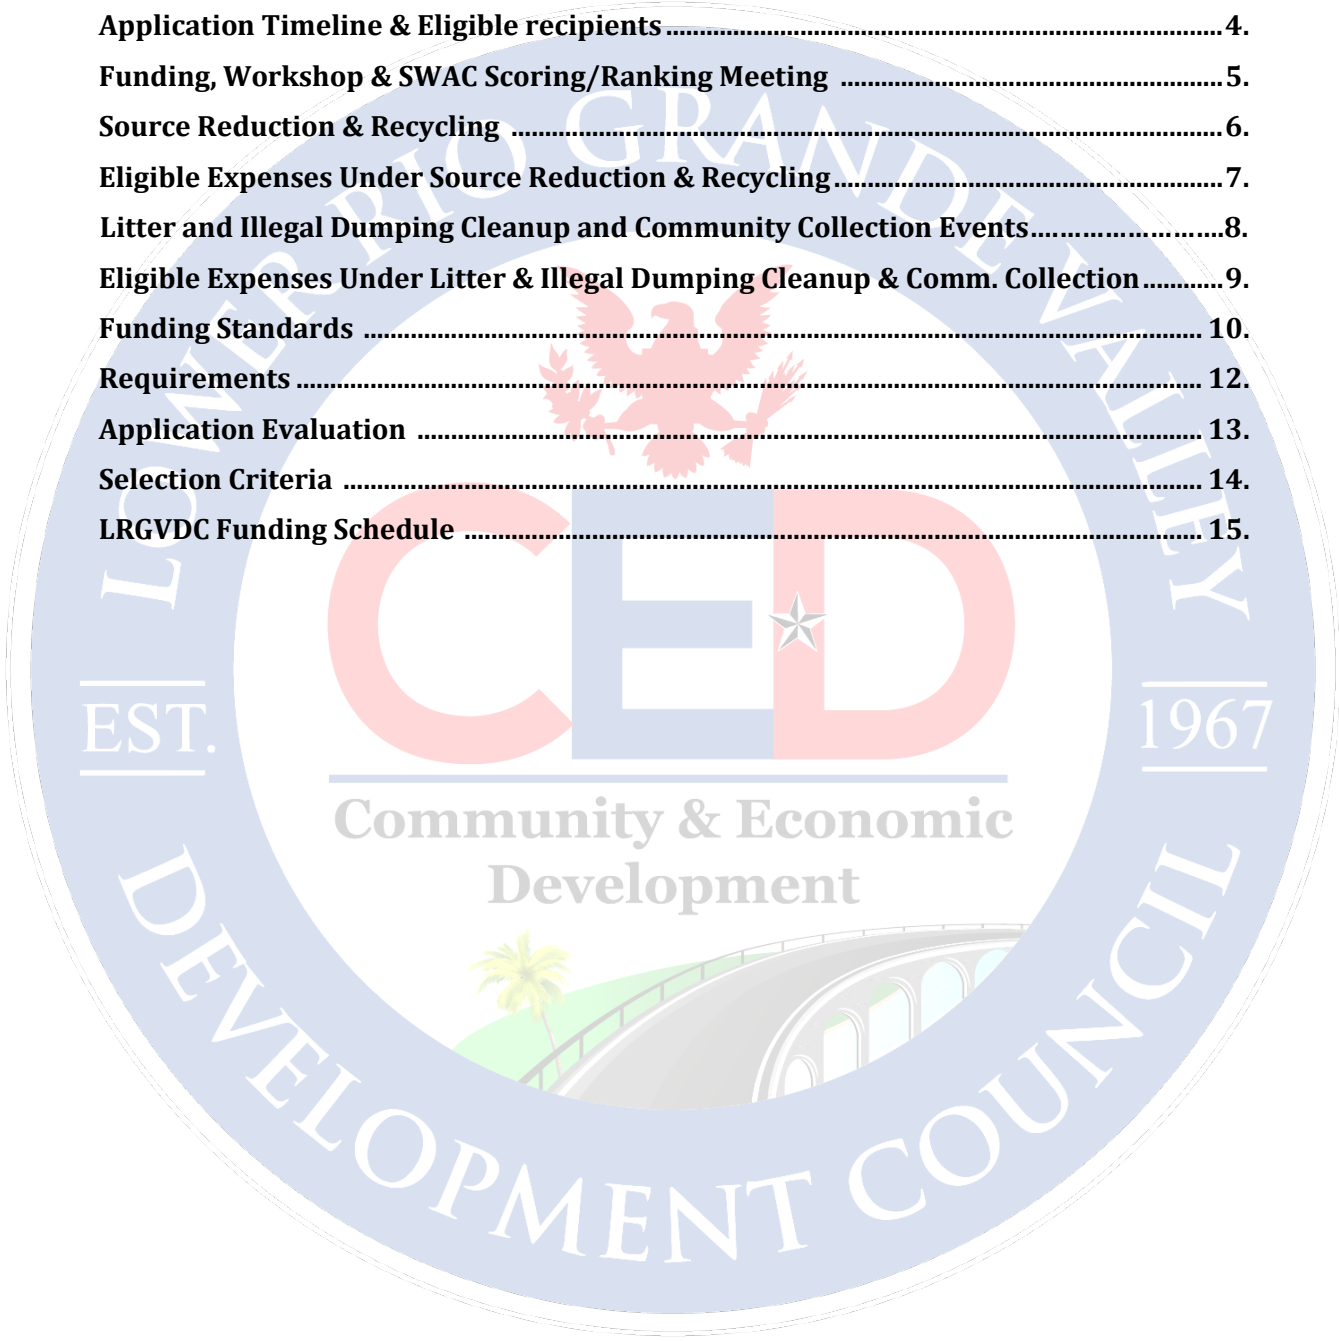 Application Timeline & Eligible recipients....................................................................................4.
Funding, Workshop & SWAC Scoring/Ranking Meeting ..........................................................5.
Source Reduction & Recycling ...........................................................................................................6.
Eligible Expenses Under Source Reduction & Recycling...........................................................7.
Litter and Illegal Dumping Cleanup and Community Collection Events.............................8.
Eligible Expenses Under Litter & Illegal Dumping Cleanup & Comm. Collection............9.
Funding Standards .............................................................................................................................. 10.
Requirements ........................................................................................................................................ 12.
Application Evaluation ...................................................................................................................... 13.
Selection Criteria ................................................................................................................................. 14.
LRGVDC Funding Schedule ............................................................................................................... 15.
LOWER RIO GRANDE VALLEY
EST.
1967
CED
Community & Economic
Development
DEVELOPMENT COUNCIL